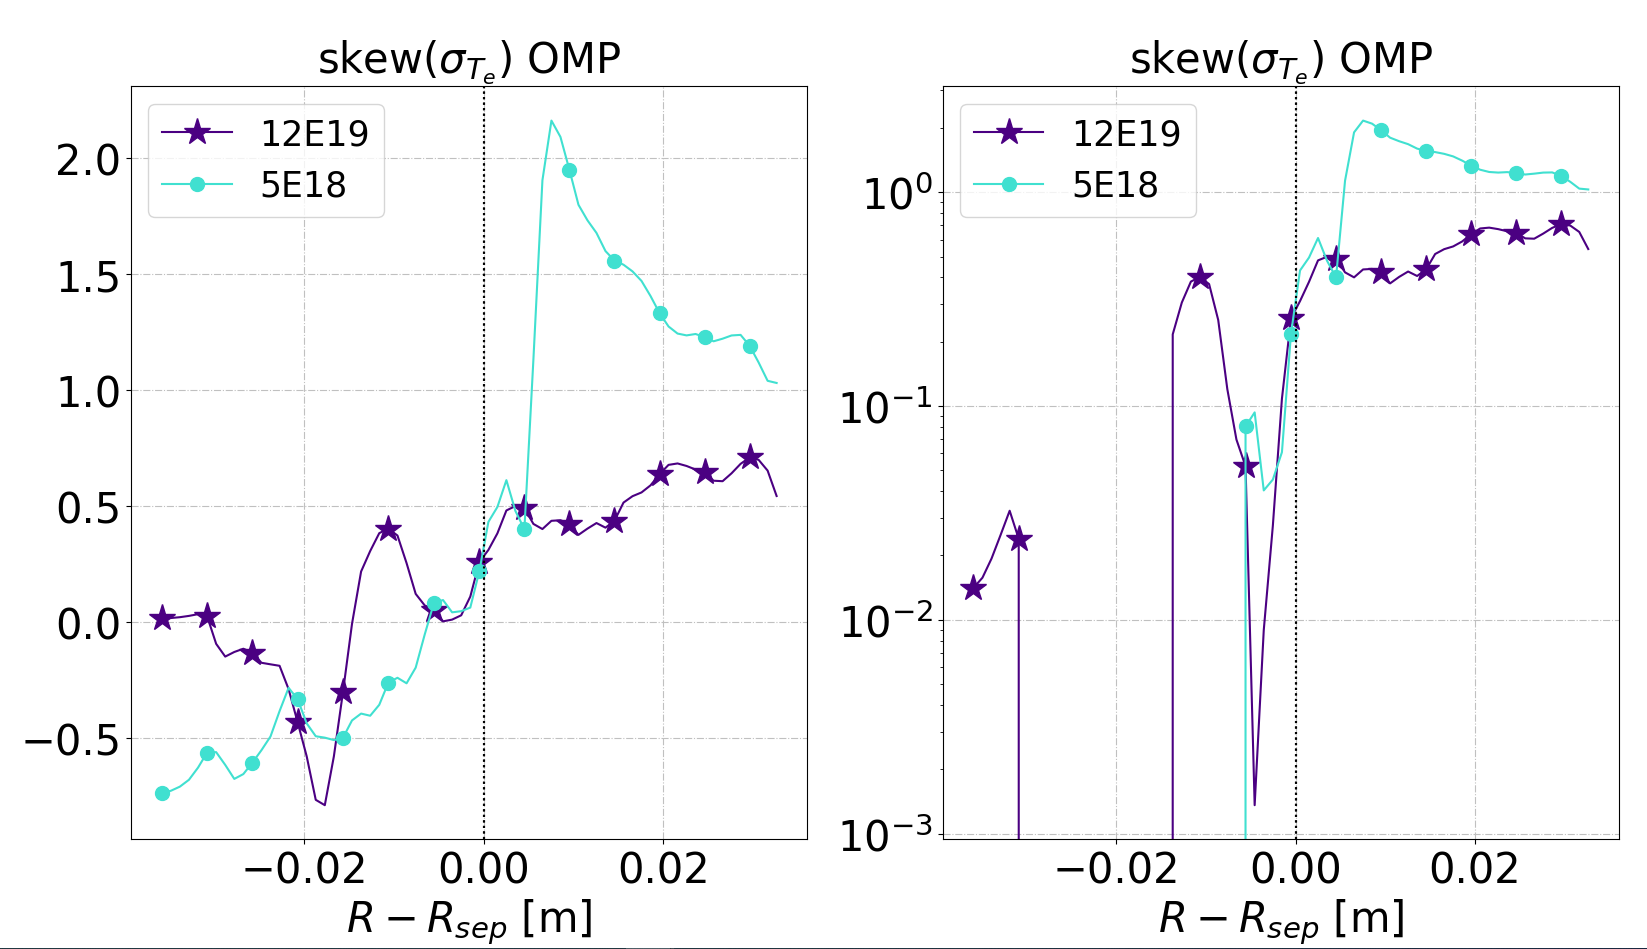 skew(σ_{T_e}) OMP
12E19
5E18
2.0
1.5
1.0
0.5
0.0
−0.5
−0.02 0.00 0.02
R − R_{sep} [m]
skew(σ_{T_e}) OMP
12E19
5E18
10^0
10^{−1}
10^{−2}
10^{−3}
−0.02 0.00 0.02
R − R_{sep} [m]